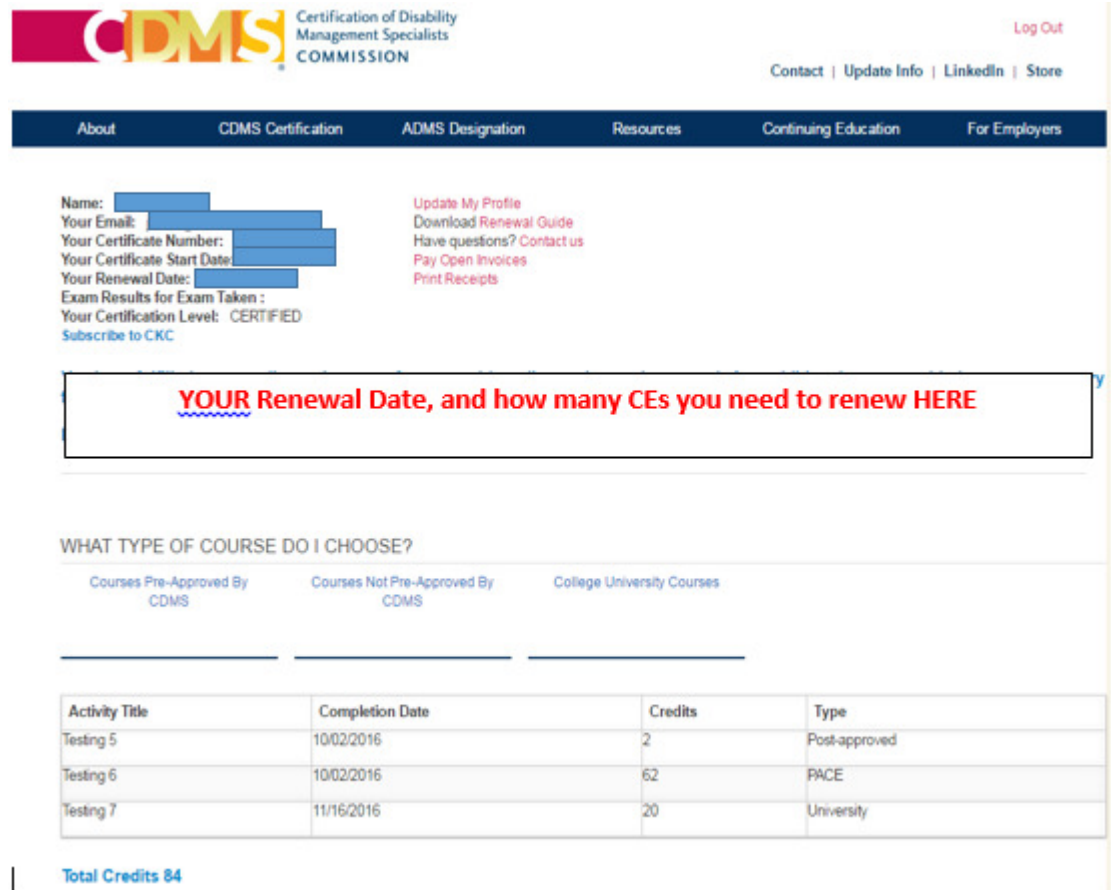 CDMS
Certification of Disability
Management Specialists
COMMISSION
Log Out
Contact | Update Info | LinkedIn | Store
About CDMS Certification ADMS Designation Resources Continuing Education For Employers
Name:
Your Email:
Your Certificate Number:
Your Certificate Start Date:
Your Renewal Date:
Exam Results for Exam Taken :
Your Certification Level: CERTIFIED
Subscribe to CKC
Update My Profile
Download Renewal Guide
Have questions? Contact us
Pay Open Invoices
Print Receipts
YOUR Renewal Date, and how many CEs you need to renew HERE
WHAT TYPE OF COURSE DO I CHOOSE?
Courses Pre-Approved By
CDMS
Courses Not Pre-Approved By
CDMS
College University Courses
Activity Title Completion Date Credits Type
Testing 5 10/02/2016 2 Post-approved
Testing 6 10/02/2016 62 PACE
Testing 7 11/16/2016 20 University
Total Credits 84